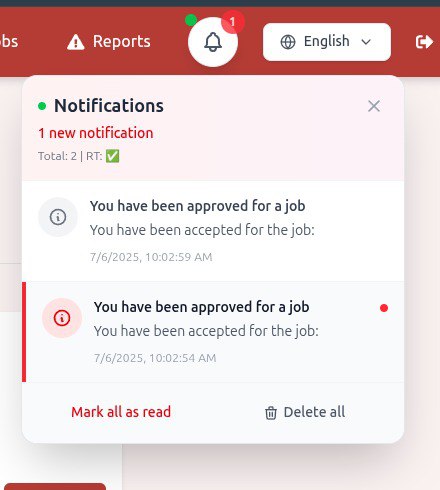 obs
Reports
1
English
Notifications
1 new notification
Total: 2 | RT: ✅
You have been approved for a job
You have been accepted for the job:
7/6/2025, 10:02:59 AM
You have been approved for a job
You have been accepted for the job:
7/6/2025, 10:02:54 AM
Mark all as read
Delete all